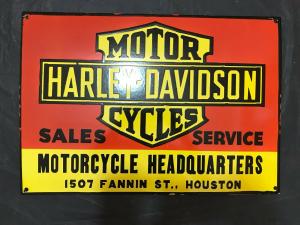 MOTOR
HARLEY-DAVIDSON
CYCLES
SALES SERVICE
MOTORCYCLE HEADQUARTERS
1507 FANNIN ST., HOUSTON